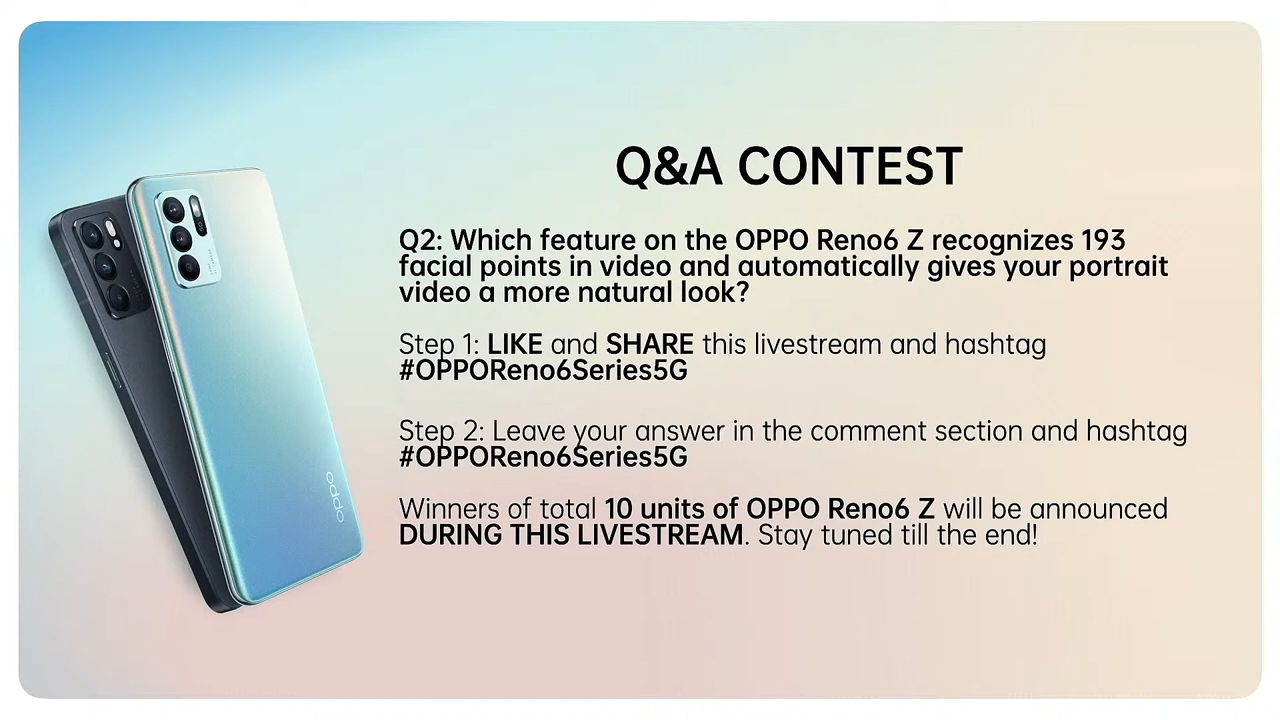 Q&A CONTEST
Q2: Which feature on the OPPO Reno6 Z recognizes 193
facial points in video and automatically gives your portrait
video a more natural look?
Step 1: LIKE and SHARE this livestream and hashtag
#OPPOReno6Series5G
Step 2: Leave your answer in the comment section and hashtag
#OPPOReno6Series5G
Winners of total 10 units of OPPO Reno6 Z will be announced
DURING THIS LIVESTREAM. Stay tuned till the end!
oppo